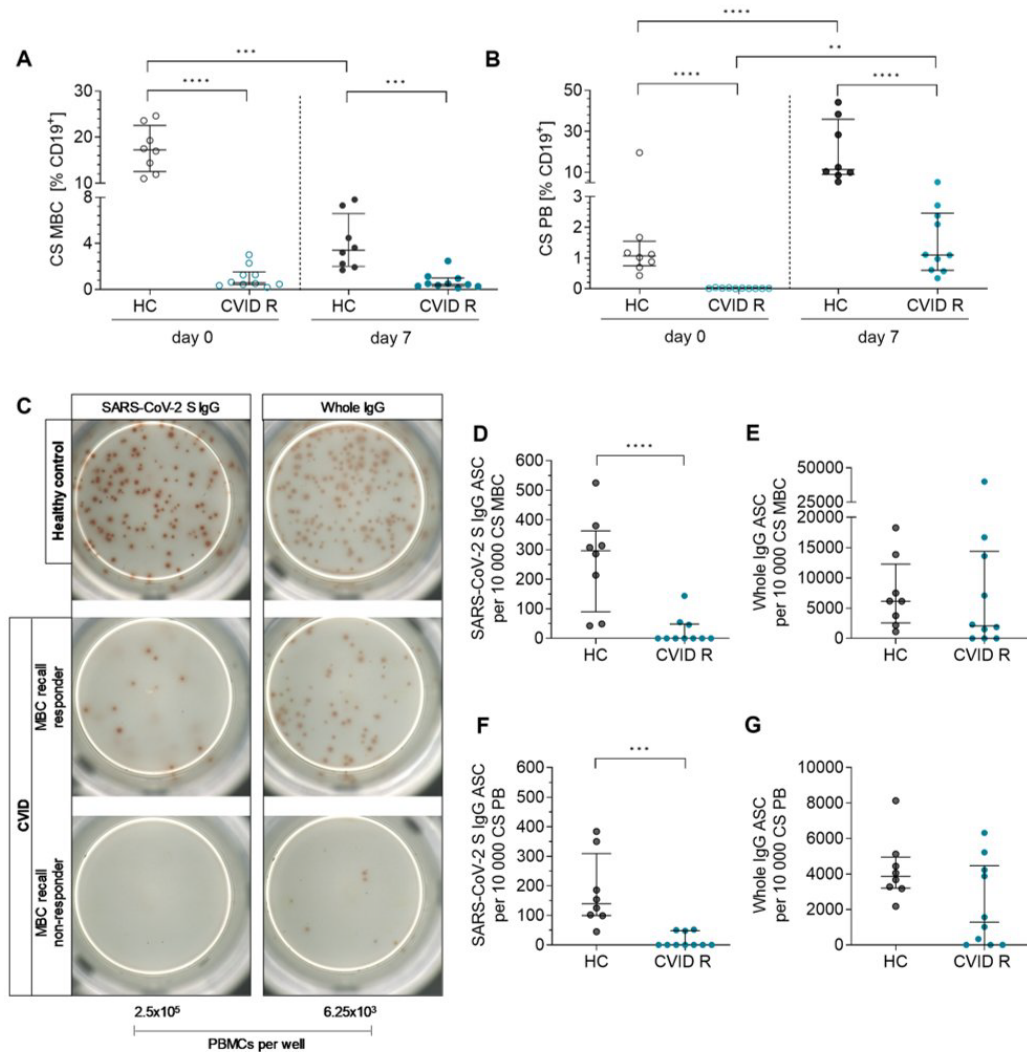 A
***
****
***
CS MBC [% CD19⁺]
30
20
10
8
4
0
HC
CVID R
HC
CVID R
day 0
day 7
B
****
**
****
****
CS PB [% CD19⁺]
50
30
10
4
3
2
1
0
HC
CVID R
HC
CVID R
day 0
day 7
C
SARS-CoV-2 S IgG
Whole IgG
Healthy control
CVID
MBC recall
responder
MBC recall
non-responder
2.5x10⁵
6.25x10³
PBMCs per well
D
****
SARS-CoV-2 S IgG ASC
per 10 000 CS MBC
600
500
400
300
200
100
0
HC
CVID R
E
Whole IgG ASC
per 10 000 CS MBC
50000
25000
20000
15000
10000
5000
0
HC
CVID R
F
***
SARS-CoV-2 S IgG ASC
per 10 000 CS PB
600
500
400
300
200
100
0
HC
CVID R
G
Whole IgG ASC
per 10 000 CS PB
10000
8000
6000
4000
2000
0
HC
CVID R